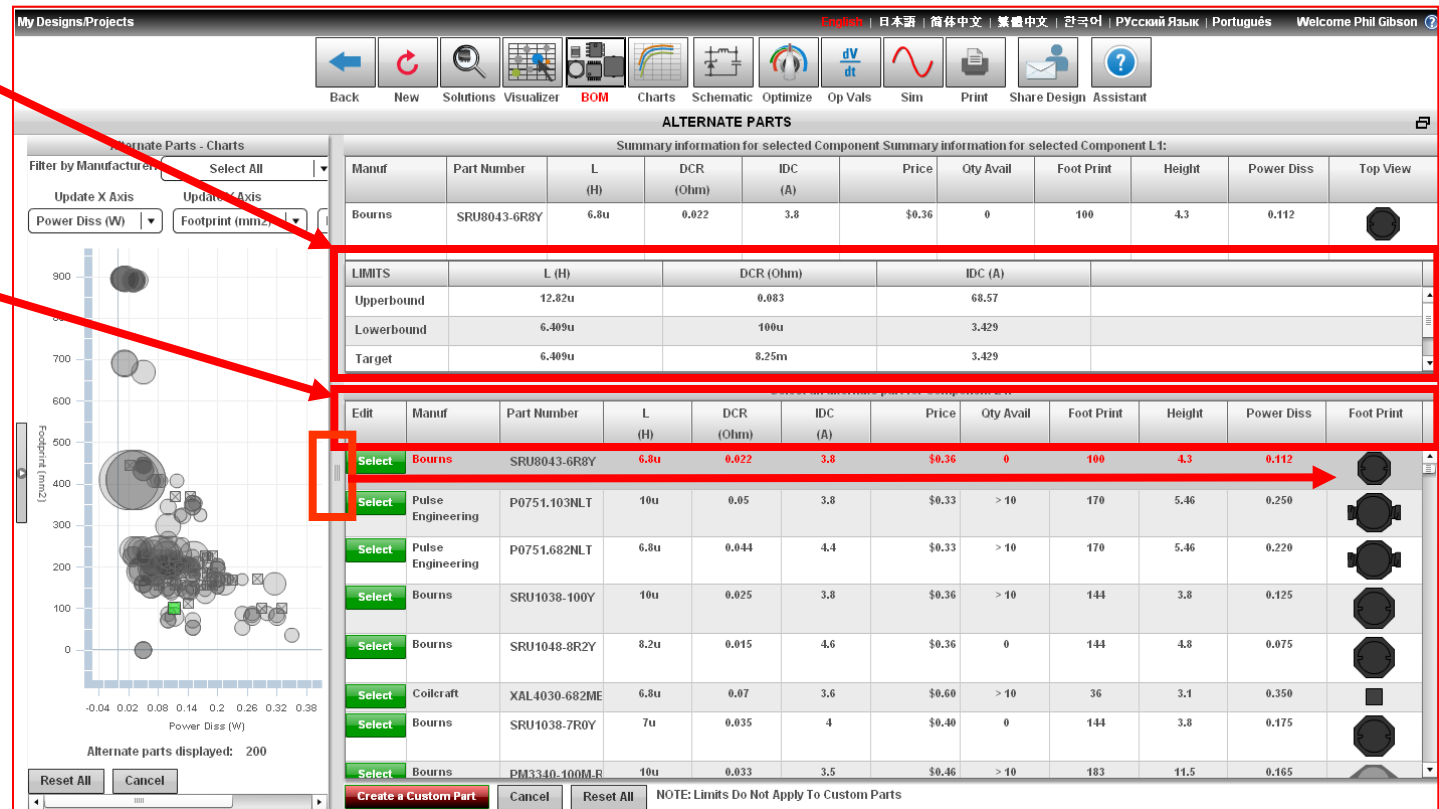 My Designs/Projects
English | 日本語 | 简体中文 | 繁體中文 | 한국어 | РУсский Язык | Português Welcome Phil Gibson ?
Back New Solutions Visualizer BOM Charts Schematic Optimize Op Vals Sim Print Share Design Assistant
dV
dt
ALTERNATE PARTS
Alternate Parts - Charts
Filter by Manufacturer: Select All
Update X Axis Update Y Axis
Power Diss (W) Footprint (mm2)
900
700
600
500
400
300
200
100
0
Footprint (mm2)
-0.04 0.02 0.08 0.14 0.2 0.26 0.32 0.38
Power Diss (W)
Alternate parts displayed: 200
Reset All Cancel
Summary information for selected Component Summary information for selected Component L1:
Manuf Part Number L (H) DCR (Ohm) IDC (A) Price Qty Avail Foot Print Height Power Diss Top View
Bourns SRU8043-6R8Y 6.8u 0.022 3.8 $0.36 0 100 4.3 0.112
LIMITS L (H) DCR (Ohm) IDC (A)
Upperbound 12.82u 0.083 68.57
Lowerbound 6.409u 100u 3.429
Target 6.409u 8.25m 3.429
Edit Manuf Part Number L (H) DCR (Ohm) IDC (A) Price Qty Avail Foot Print Height Power Diss Foot Print
Select Bourns SRU8043-6R8Y 6.8u 0.022 3.8 $0.36 0 100 4.3 0.112
Select Pulse Engineering P0751.103NLT 10u 0.05 3.8 $0.33 > 10 170 5.46 0.250
Select Pulse Engineering P0751.682NLT 6.8u 0.044 4.4 $0.33 > 10 170 5.46 0.220
Select Bourns SRU1038-100Y 10u 0.025 3.8 $0.36 > 10 144 3.8 0.125
Select Bourns SRU1048-8R2Y 8.2u 0.015 4.6 $0.36 0 144 4.8 0.075
Select Coilcraft XAL4030-682ME 6.8u 0.07 3.6 $0.60 > 10 36 3.1 0.350
Select Bourns SRU1038-7R0Y 7u 0.035 4 $0.40 0 144 3.8 0.175
Select Bourns PM3340-100M-R 10u 0.033 3.5 $0.46 > 10 183 11.5 0.165
Create a Custom Part Cancel Reset All NOTE: Limits Do Not Apply To Custom Parts